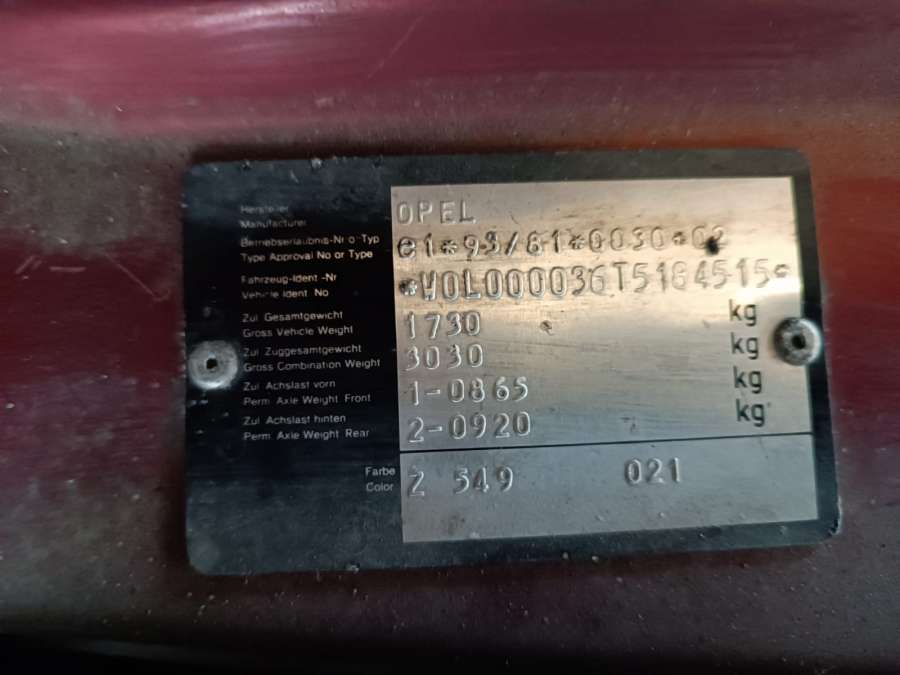 Hersteller
Manufacturer
OPEL
Betriebserlaubnis-Nr o Typ
Type Approval No or Type
e1*93/81*0030*02
Fahrzeug-Ident -Nr
Vehicle Ident No
*W0L000036T5184515*
Zul Gesamtgewicht
Gross Vehicle Weight
1730 kg
Zul Zuggesamtgewicht
Gross Combination Weight
3030 kg
Zul Achslast vorn
Perm Axle Weight Front
1-0865 kg
Zul Achslast hinten
Perm Axle Weight Rear
2-0920 kg
Farbe
Color
Z 549 021